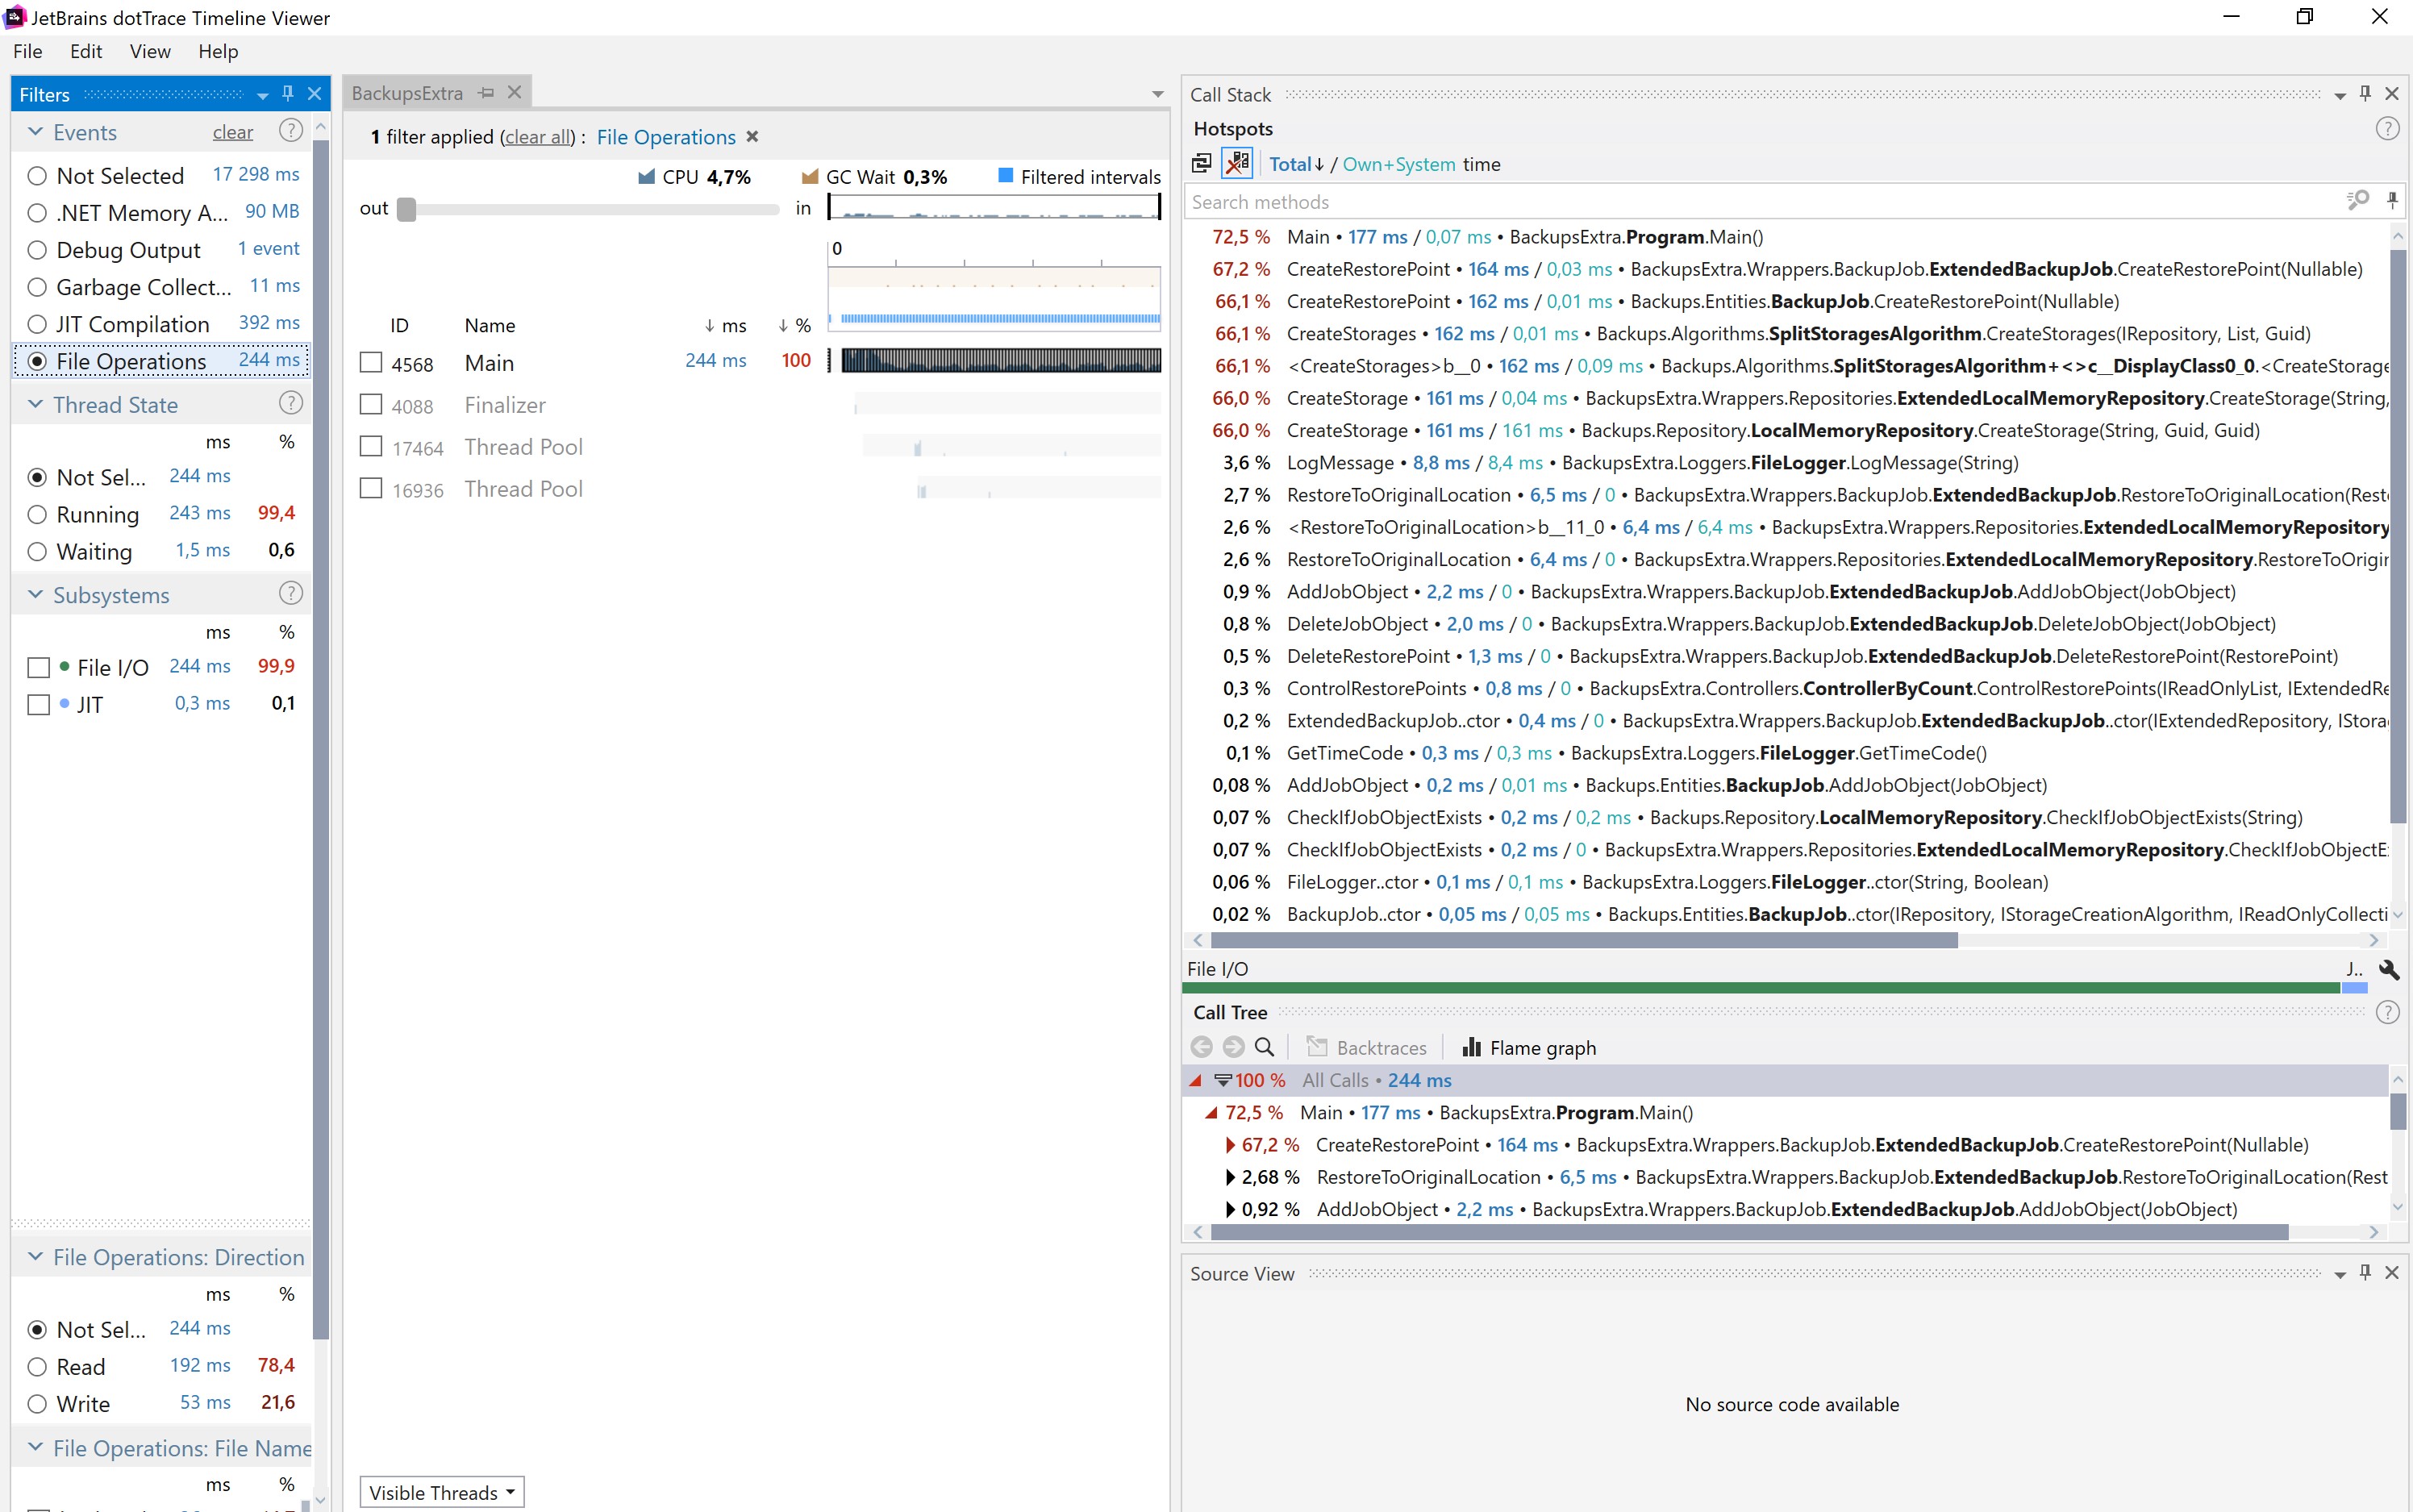 JetBrains dotTrace Timeline Viewer
File Edit View Help
Filters
Events clear ?
Not Selected 17 298 ms
.NET Memory A... 90 MB
Debug Output 1 event
Garbage Collect... 11 ms
JIT Compilation 392 ms
File Operations 244 ms
Thread State ?
ms %
Not Sel... 244 ms
Running 243 ms 99,4
Waiting 1,5 ms 0,6
Subsystems ?
ms %
File I/O 244 ms 99,9
JIT 0,3 ms 0,1
File Operations: Direction
ms %
Not Sel... 244 ms
Read 192 ms 78,4
Write 53 ms 21,6
File Operations: File Name
ms %
BackupsExtra
1 filter applied (clear all) : File Operations
CPU 4,7% GC Wait 0,3% Filtered intervals
out in
0
ID Name ↓ ms ↓ %
4568 Main 244 ms 100
4088 Finalizer
17464 Thread Pool
16936 Thread Pool
Visible Threads
Call Stack
Hotspots ?
Total↓ / Own+System time
Search methods
72,5 % Main • 177 ms / 0,07 ms • BackupsExtra.Program.Main()
67,2 % CreateRestorePoint • 164 ms / 0,03 ms • BackupsExtra.Wrappers.BackupJob.ExtendedBackupJob.CreateRestorePoint(Nullable)
66,1 % CreateRestorePoint • 162 ms / 0,01 ms • Backups.Entities.BackupJob.CreateRestorePoint(Nullable)
66,1 % CreateStorages • 162 ms / 0,01 ms • Backups.Algorithms.SplitStoragesAlgorithm.CreateStorages(IRepository, List, Guid)
66,1 % <CreateStorages>b__0 • 162 ms / 0,09 ms • Backups.Algorithms.SplitStoragesAlgorithm+<>c__DisplayClass0_0.<CreateStorage
66,0 % CreateStorage • 161 ms / 0,04 ms • BackupsExtra.Wrappers.Repositories.ExtendedLocalMemoryRepository.CreateStorage(String,
66,0 % CreateStorage • 161 ms / 161 ms • Backups.Repository.LocalMemoryRepository.CreateStorage(String, Guid, Guid)
3,6 % LogMessage • 8,8 ms / 8,4 ms • BackupsExtra.Loggers.FileLogger.LogMessage(String)
2,7 % RestoreToOriginalLocation • 6,5 ms / 0 • BackupsExtra.Wrappers.BackupJob.ExtendedBackupJob.RestoreToOriginalLocation(Rest
2,6 % <RestoreToOriginalLocation>b__11_0 • 6,4 ms / 6,4 ms • BackupsExtra.Wrappers.Repositories.ExtendedLocalMemoryRepository
2,6 % RestoreToOriginalLocation • 6,4 ms / 0 • BackupsExtra.Wrappers.Repositories.ExtendedLocalMemoryRepository.RestoreToOrigin
0,9 % AddJobObject • 2,2 ms / 0 • BackupsExtra.Wrappers.BackupJob.ExtendedBackupJob.AddJobObject(JobObject)
0,8 % DeleteJobObject • 2,0 ms / 0 • BackupsExtra.Wrappers.BackupJob.ExtendedBackupJob.DeleteJobObject(JobObject)
0,5 % DeleteRestorePoint • 1,3 ms / 0 • BackupsExtra.Wrappers.BackupJob.ExtendedBackupJob.DeleteRestorePoint(RestorePoint)
0,3 % ControlRestorePoints • 0,8 ms / 0 • BackupsExtra.Controllers.ControllerByCount.ControlRestorePoints(IReadOnlyList, IExtendedRe
0,2 % ExtendedBackupJob..ctor • 0,4 ms / 0 • BackupsExtra.Wrappers.BackupJob.ExtendedBackupJob..ctor(IExtendedRepository, IStora
0,1 % GetTimeCode • 0,3 ms / 0,3 ms • BackupsExtra.Loggers.FileLogger.GetTimeCode()
0,08 % AddJobObject • 0,2 ms / 0,01 ms • Backups.Entities.BackupJob.AddJobObject(JobObject)
0,07 % CheckIfJobObjectExists • 0,2 ms / 0,2 ms • Backups.Repository.LocalMemoryRepository.CheckIfJobObjectExists(String)
0,07 % CheckIfJobObjectExists • 0,2 ms / 0 • BackupsExtra.Wrappers.Repositories.ExtendedLocalMemoryRepository.CheckIfJobObjectE
0,06 % FileLogger..ctor • 0,1 ms / 0,1 ms • BackupsExtra.Loggers.FileLogger..ctor(String, Boolean)
0,02 % BackupJob..ctor • 0,05 ms / 0,05 ms • Backups.Entities.BackupJob..ctor(IRepository, IStorageCreationAlgorithm, IReadOnlyCollecti
File I/O J..
Call Tree ?
Backtraces Flame graph
100 % All Calls • 244 ms
72,5 % Main • 177 ms • BackupsExtra.Program.Main()
67,2 % CreateRestorePoint • 164 ms • BackupsExtra.Wrappers.BackupJob.ExtendedBackupJob.CreateRestorePoint(Nullable)
2,68 % RestoreToOriginalLocation • 6,5 ms • BackupsExtra.Wrappers.BackupJob.ExtendedBackupJob.RestoreToOriginalLocation(Rest
0,92 % AddJobObject • 2,2 ms • BackupsExtra.Wrappers.BackupJob.ExtendedBackupJob.AddJobObject(JobObject)
Source View
No source code available